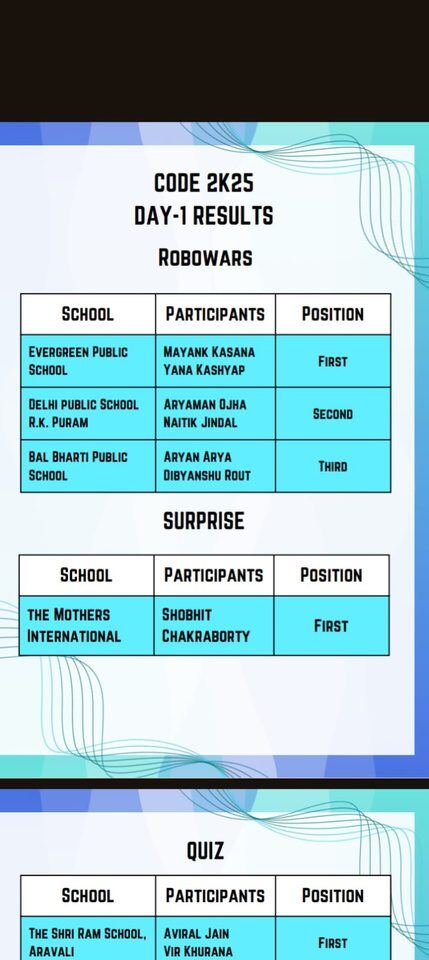 CODE 2K25
DAY-1 RESULTS
ROBOWARS
SCHOOL PARTICIPANTS POSITION
EVERGREEN PUBLIC SCHOOL MAYANK KASANA YANA KASHYAP FIRST
DELHI PUBLIC SCHOOL R.K. PURAM ARYAMAN OJHA NAITIK JINDAL SECOND
BAL BHARTI PUBLIC SCHOOL ARYAN ARYA DIBYANSHU ROUT THIRD
SURPRISE
SCHOOL PARTICIPANTS POSITION
THE MOTHERS INTERNATIONAL SHOBHIT CHAKRABORTY FIRST
QUIZ
SCHOOL PARTICIPANTS POSITION
THE SHRI RAM SCHOOL, ARAVALI AVIRAL JAIN VIR KHURANA FIRST